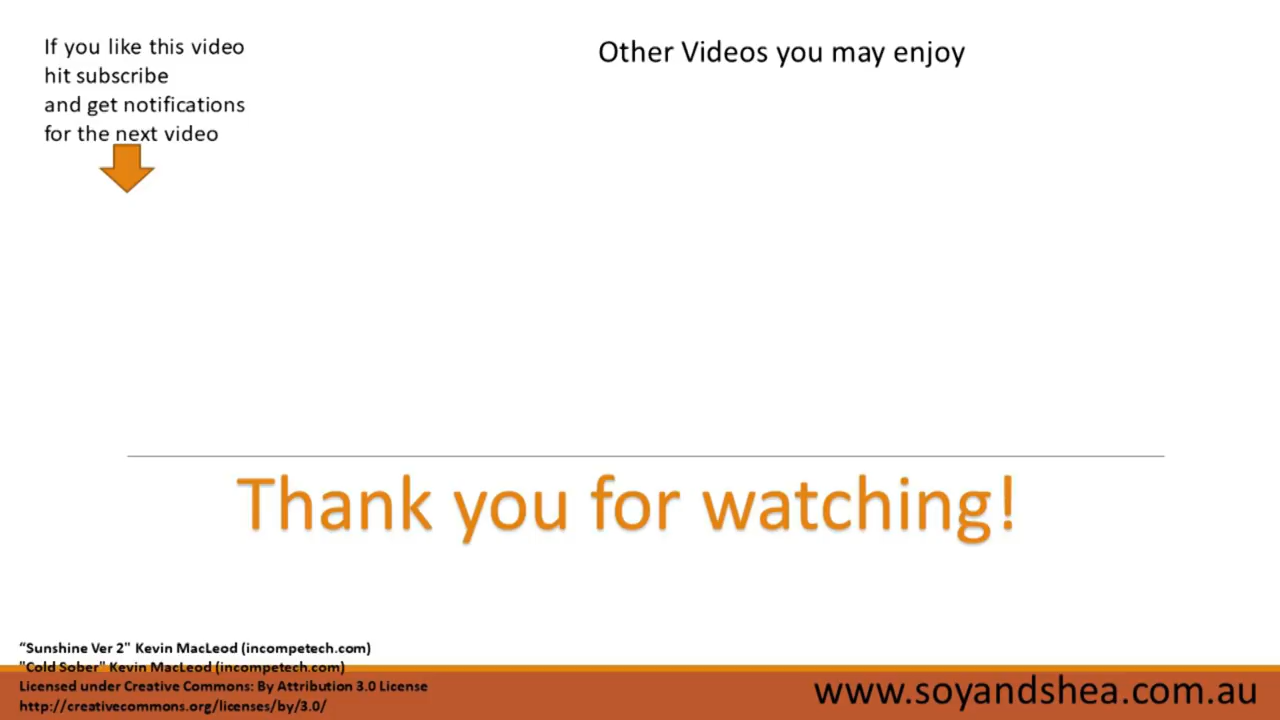 If you like this video
hit subscribe
and get notifications
for the next video
Other Videos you may enjoy
Thank you for watching!
“Sunshine Ver 2" Kevin MacLeod (incompetech.com)
"Cold Sober" Kevin MacLeod (incompetech.com)
Licensed under Creative Commons: By Attribution 3.0 License
http://creativecommons.org/licenses/by/3.0/
www.soyandshea.com.au